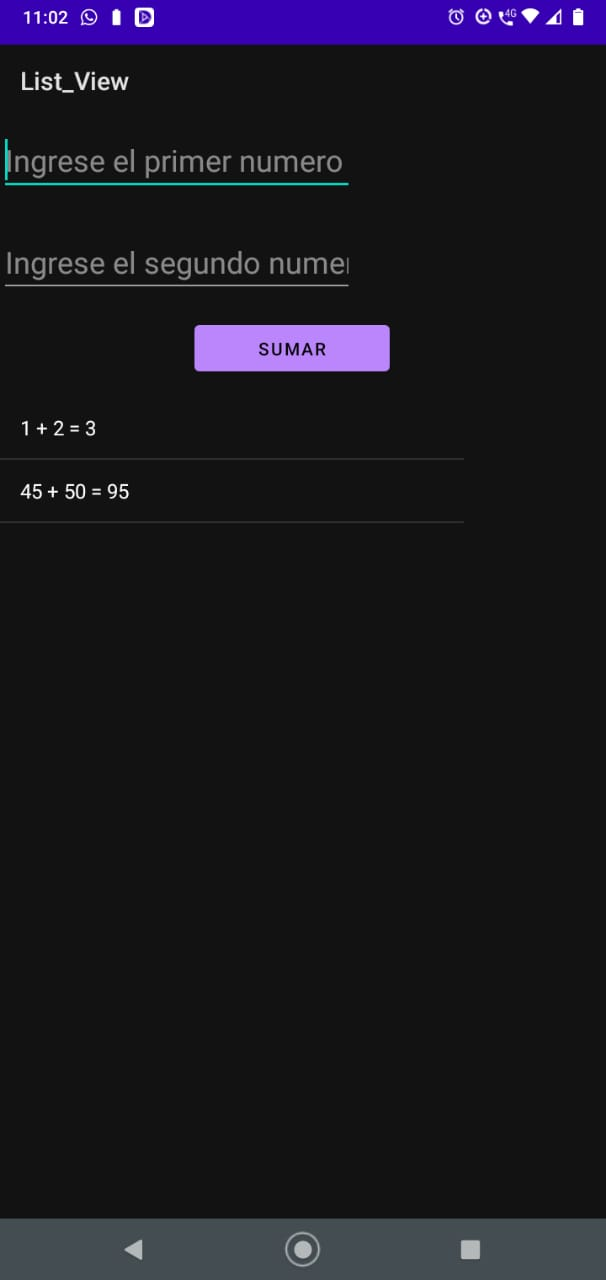 11:02 4G
List_View
Ingrese el primer numero
Ingrese el segundo numer
SUMAR
1 + 2 = 3
45 + 50 = 95